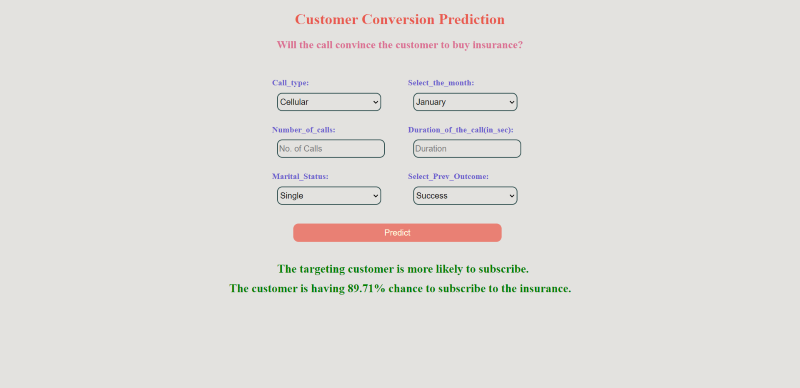 Customer Conversion Prediction
Will the call convince the customer to buy insurance?
Call_type: Select_the_month:
Cellular January
Number_of_calls: Duration_of_the_call(in_sec):
No. of Calls Duration
Marital_Status: Select_Prev_Outcome:
Single Success
Predict
The targeting customer is more likely to subscribe.
The customer is having 89.71% chance to subscribe to the insurance.